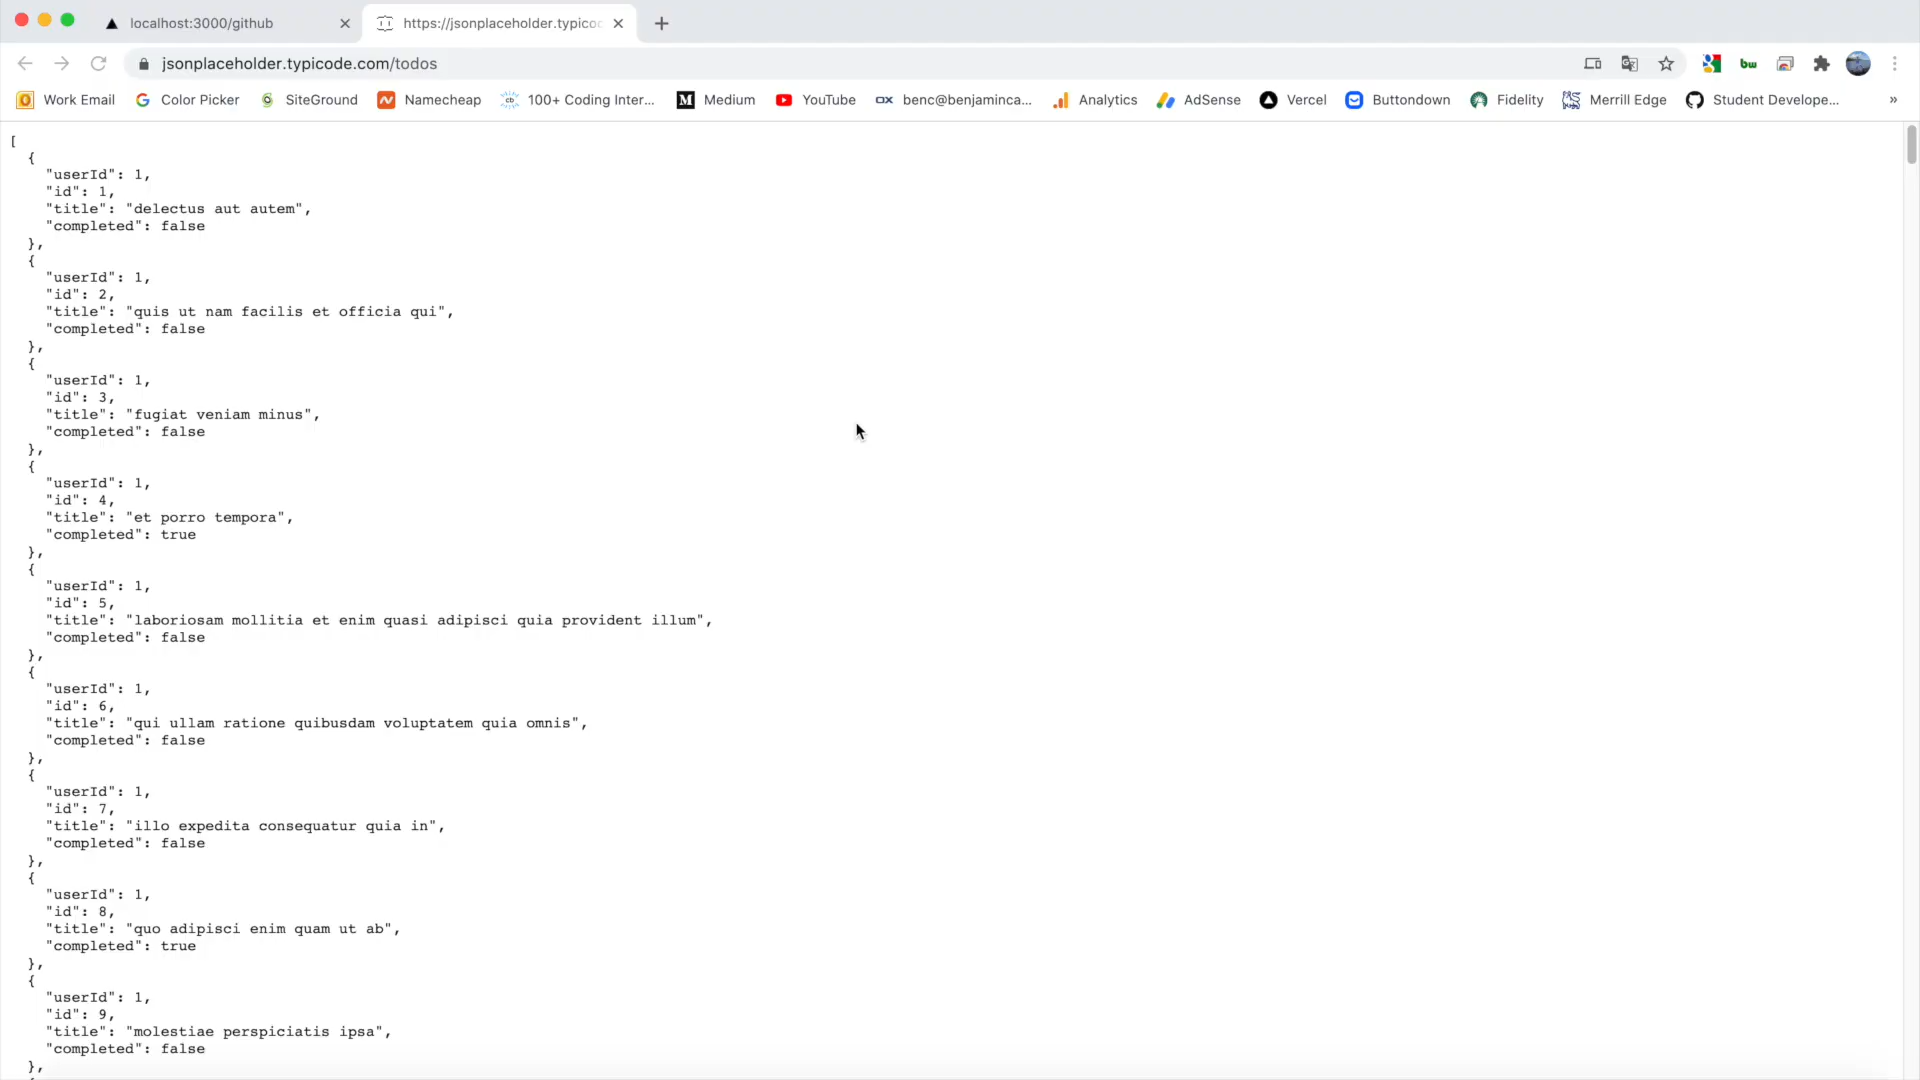 localhost:3000/github
https://jsonplaceholder.typico
jsonplaceholder.typicode.com/todos
Work Email Color Picker SiteGround Namecheap 100+ Coding Inter... Medium YouTube benc@benjaminca... Analytics AdSense Vercel Buttondown Fidelity Merrill Edge Student Develope... »
[
  {
    "userId": 1,
    "id": 1,
    "title": "delectus aut autem",
    "completed": false
  },
  {
    "userId": 1,
    "id": 2,
    "title": "quis ut nam facilis et officia qui",
    "completed": false
  },
  {
    "userId": 1,
    "id": 3,
    "title": "fugiat veniam minus",
    "completed": false
  },
  {
    "userId": 1,
    "id": 4,
    "title": "et porro tempora",
    "completed": true
  },
  {
    "userId": 1,
    "id": 5,
    "title": "laboriosam mollitia et enim quasi adipisci quia provident illum",
    "completed": false
  },
  {
    "userId": 1,
    "id": 6,
    "title": "qui ullam ratione quibusdam voluptatem quia omnis",
    "completed": false
  },
  {
    "userId": 1,
    "id": 7,
    "title": "illo expedita consequatur quia in",
    "completed": false
  },
  {
    "userId": 1,
    "id": 8,
    "title": "quo adipisci enim quam ut ab",
    "completed": true
  },
  {
    "userId": 1,
    "id": 9,
    "title": "molestiae perspiciatis ipsa",
    "completed": false
  },